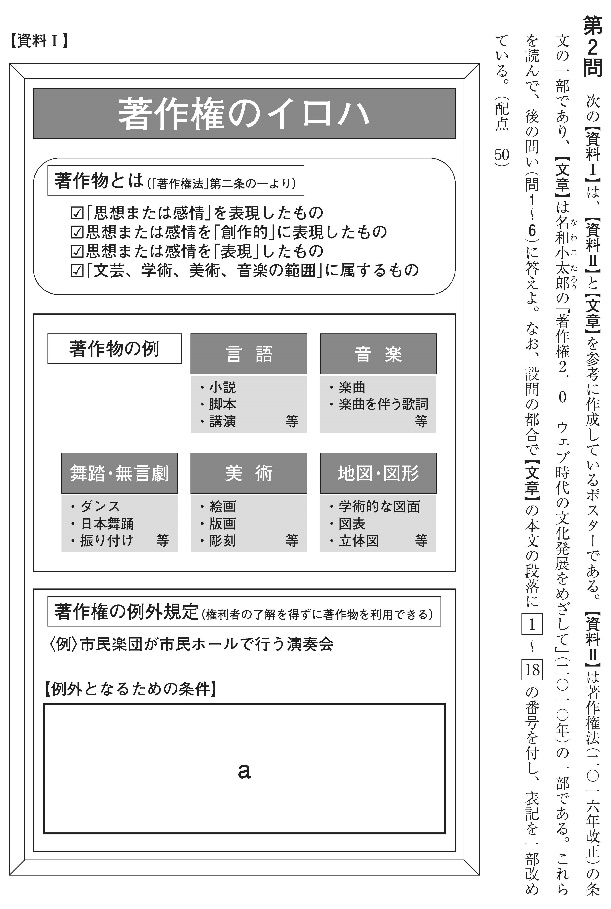 第2問　次の【資料Ⅰ】は、【資料Ⅱ】と【文章】を参考に作成しているポスターである。【資料Ⅱ】は著作権法(二〇一六年改正)の条
文の一部であり、【文章】は名和小太郎の『著作権2.0　ウェブ時代の文化発展をめざして』(二〇一〇年)の一部である。これら
を読んで、後の問い(問1~6)に答えよ。なお、設問の都合で【文章】の本文の段落に1~18の番号を付し、表記を一部改め
ている。(配点　50)
【資料Ⅰ】
著作権のイロハ
著作物とは(「著作権法」第二条の一より)
☑「思想または感情」を表現したもの
☑思想または感情を「創作的」に表現したもの
☑思想または感情を「表現」したもの
☑「文芸、学術、美術、音楽の範囲」に属するもの
著作物の例
言語
・小説
・脚本
・講演　等
音楽
・楽曲
・楽曲を伴う歌詞
等
舞踏・無言劇
・ダンス
・日本舞踊
・振り付け　等
美術
・絵画
・版画
・彫刻　等
地図・図形
・学術的な図面
・図表
・立体図　等
著作権の例外規定(権利者の了解を得ずに著作物を利用できる)
〈例〉市民楽団が市民ホールで行う演奏会
【例外となるための条件】
a